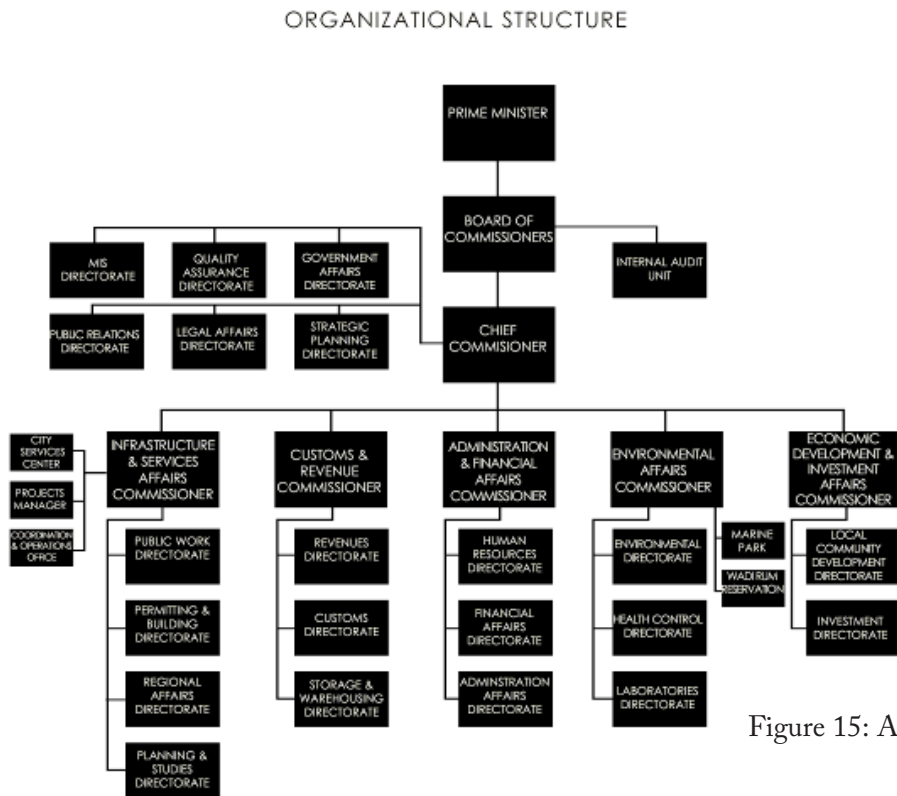 ORGANIZATIONAL STRUCTURE
PRIME MINISTER
BOARD OF
COMMISSIONERS
INTERNAL AUDIT
UNIT
MIS
DIRECTORATE
QUALITY
ASSURANCE
DIRECTORATE
GOVERNMENT
AFFAIRS
DIRECTORATE
PUBLIC RELATIONS
DIRECTORATE
LEGAL AFFAIRS
DIRECTORATE
STRATEGIC
PLANNING
DIRECTORATE
CHIEF
COMMISIONER
CITY
SERVICES
CENTER
PROJECTS
MANAGER
COORDINATION
& OPERATIONS
OFFICE
INFRASTRUCTURE
& SERVICES
AFFAIRS
COMMISSIONER
PUBLIC WORK
DIRECTORATE
PERMITTING &
BUILDING
DIRECTORATE
REGIONAL
AFFAIRS
DIRECTORATE
PLANNING &
STUDIES
DIRECTORATE
CUSTOMS &
REVENUE
COMMISSIONER
REVENUES
DIRECTORATE
CUSTOMS
DIRECTORATE
STORAGE &
WAREHOUSING
DIRECTORATE
ADMINISTRATION
& FINANCIAL
AFFAIRS
COMMISSIONER
HUMAN
RESOURCES
DIRECTORATE
FINANCIAL
AFFAIRS
DIRECTORATE
ADMINSTRATION
AFFAIRS
DIRECTORATE
ENVIRONMENTAL
AFFAIRS
COMMISSIONER
ENVIRONMENTAL
DIRECTORATE
HEALTH CONTROL
DIRECTORATE
LABORATORIES
DIRECTORATE
MARINE
PARK
WADI RUM
RESERVATION
ECONOMIC
DEVELOPMENT &
INVESTMENT
AFFAIRS
COMMISSIONER
LOCAL
COMMUNITY
DEVELOPMENT
DIRECTORATE
INVESTMENT
DIRECTORATE
Figure 15: A